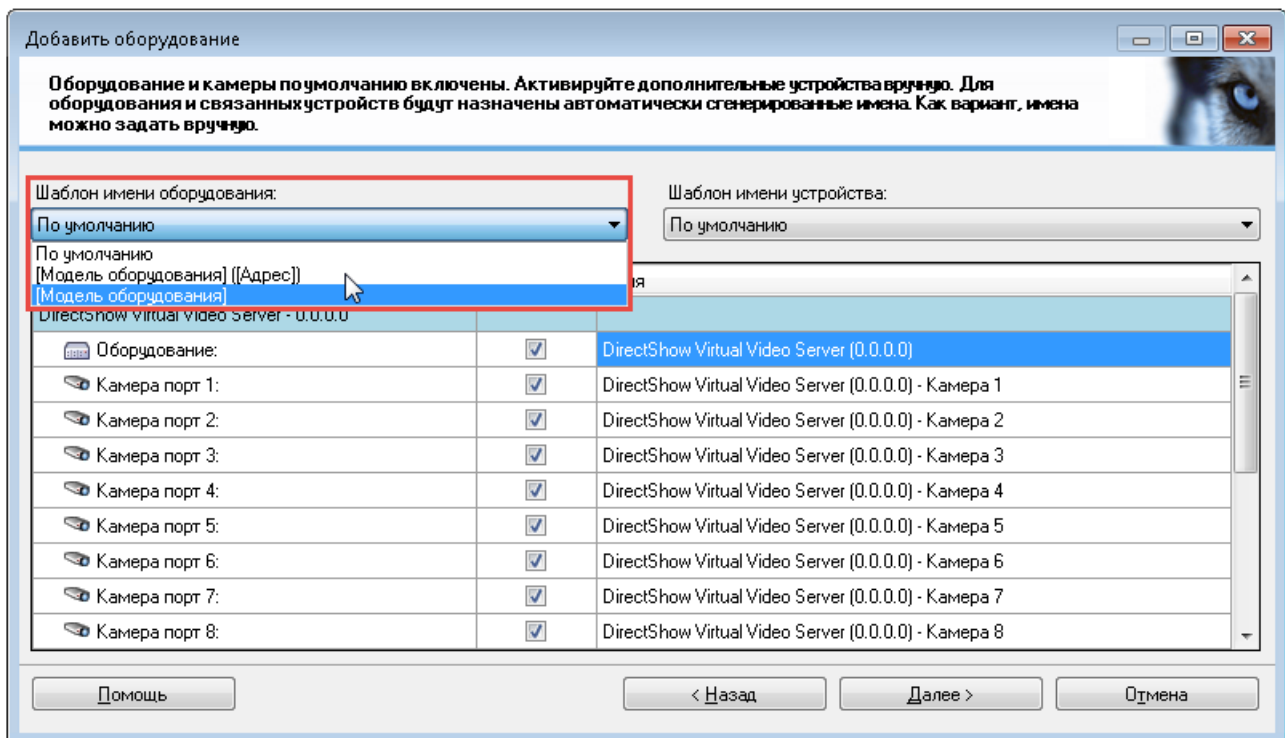 Добавить оборудование
Оборудование и камеры по умолчанию включены. Активируйте дополнительные устройства вручную. Для
оборудования и связанных устройств будут назначены автоматически сгенерированные имена. Как вариант, имена
можно задать вручную.
Шаблон имени оборудования:
Шаблон имени устройства:
По умолчанию
По умолчанию
По умолчанию
[Модель оборудования] ([Адрес])
[Модель оборудования]
DirectShow Virtual Video Server - 0.0.0.0
Оборудование: DirectShow Virtual Video Server (0.0.0.0)
Камера порт 1: DirectShow Virtual Video Server (0.0.0.0) - Камера 1
Камера порт 2: DirectShow Virtual Video Server (0.0.0.0) - Камера 2
Камера порт 3: DirectShow Virtual Video Server (0.0.0.0) - Камера 3
Камера порт 4: DirectShow Virtual Video Server (0.0.0.0) - Камера 4
Камера порт 5: DirectShow Virtual Video Server (0.0.0.0) - Камера 5
Камера порт 6: DirectShow Virtual Video Server (0.0.0.0) - Камера 6
Камера порт 7: DirectShow Virtual Video Server (0.0.0.0) - Камера 7
Камера порт 8: DirectShow Virtual Video Server (0.0.0.0) - Камера 8
Помощь
< Назад
Далее >
Отмена